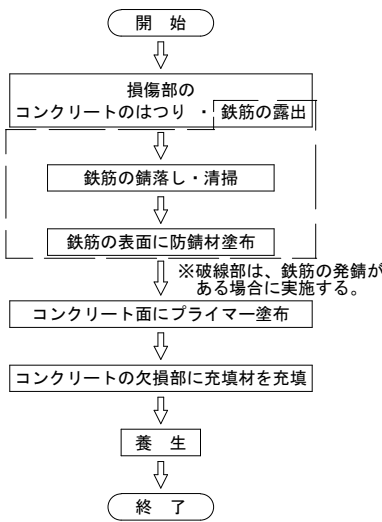 開　始
損傷部の
コンクリートのはつり ・ 鉄筋の露出
鉄筋の錆落し・清掃
鉄筋の表面に防錆材塗布
※破線部は、鉄筋の発錆が
ある場合に実施する。
コンクリート面にプライマー塗布
コンクリートの欠損部に充填材を充填
養　生
終　了